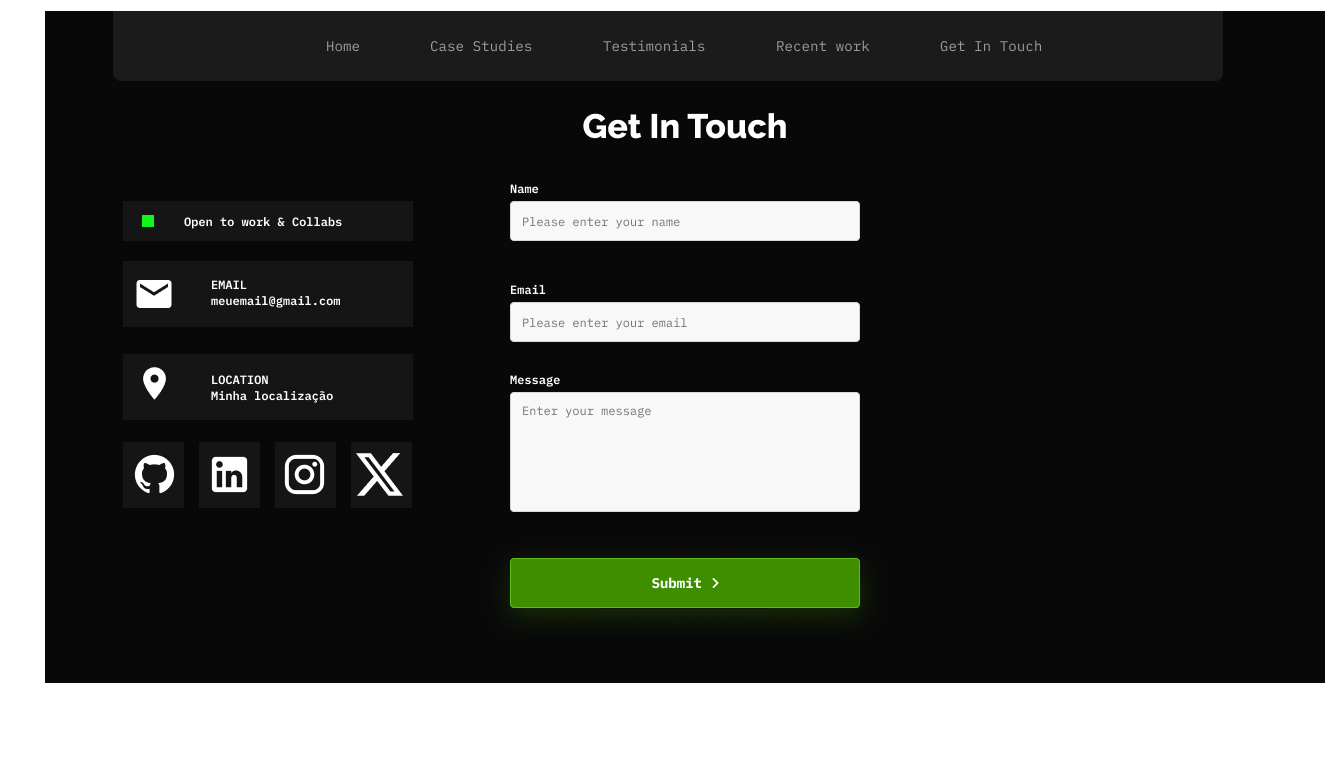 Home Case Studies Testimonials Recent work Get In Touch
Get In Touch
Open to work & Collabs
EMAIL
meuemail@gmail.com
LOCATION
Minha localização
Name
Please enter your name
Email
Please enter your email
Message
Enter your message
Submit